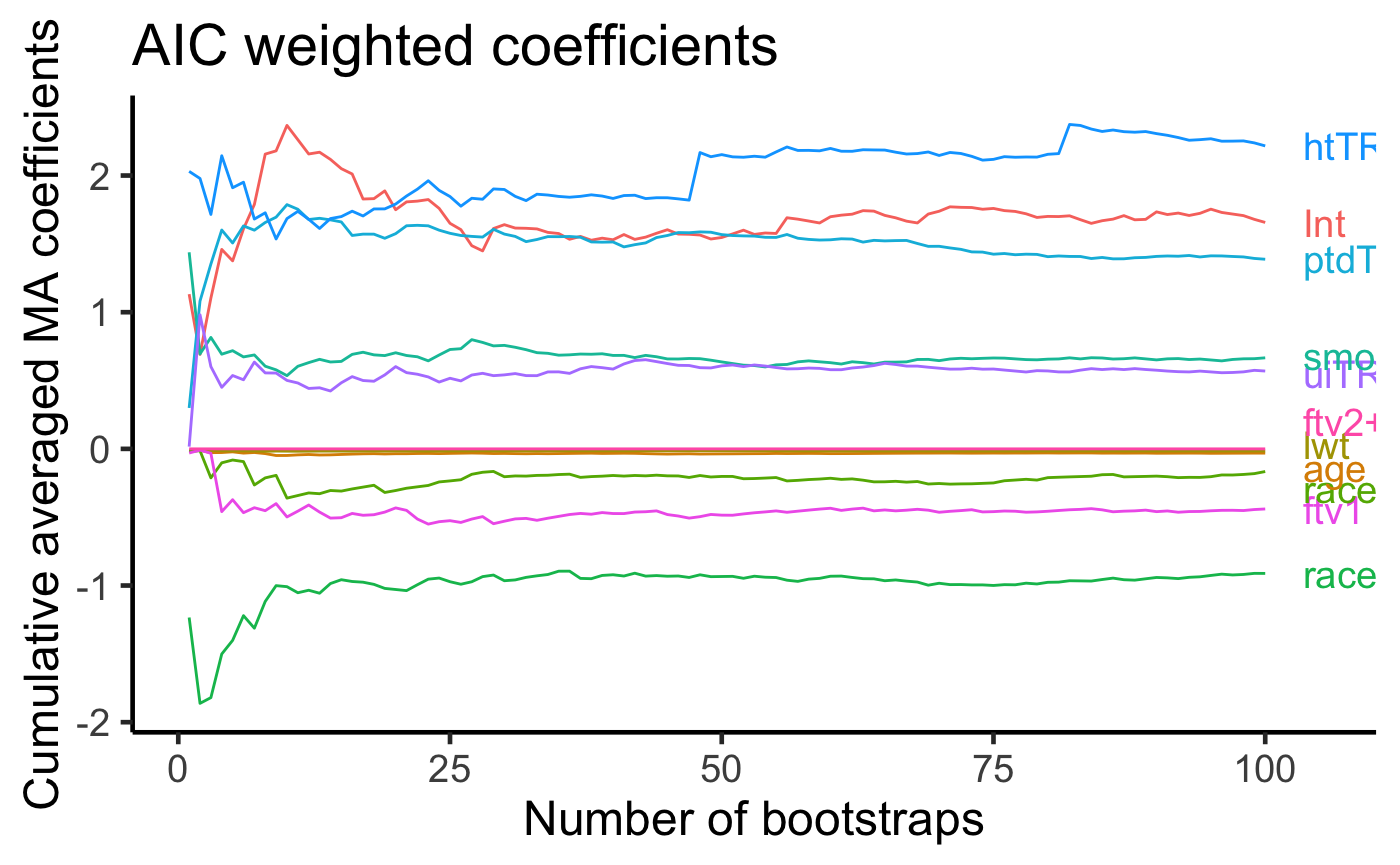 AIC weighted coefficients
Cumulative averaged MA coefficients
2
1
0
-1
-2
0 25 50 75 100
Number of bootstraps
htTR
Int
ptdT
smo
uiTR
ftv2+
lwt
age
race
ftv1
race